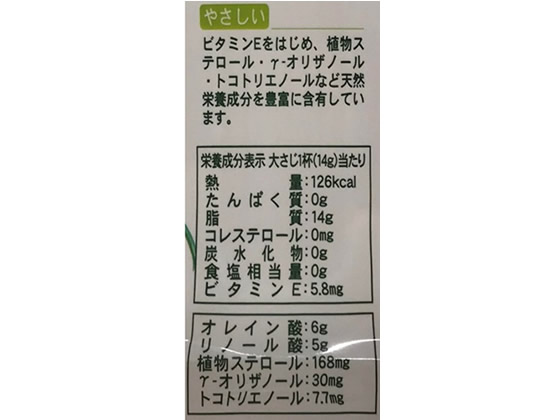 やさしい
ビタミンEをはじめ、植物ス
テロール・γ-オリザノール
・トコトリエノールなど天然
栄養成分を豊富に含有してい
ます。
栄養成分表示 大さじ1杯(14g)当たり
熱量:126kcal
たんぱく質:0g
脂質:14g
コレステロール:0mg
炭水化物:0g
食塩相当量:0g
ビタミンE:5.8mg
オレイン酸:6g
リノール酸:5g
植物ステロール:168mg
γ-オリザノール:30mg
トコトリエノール:7.7mg